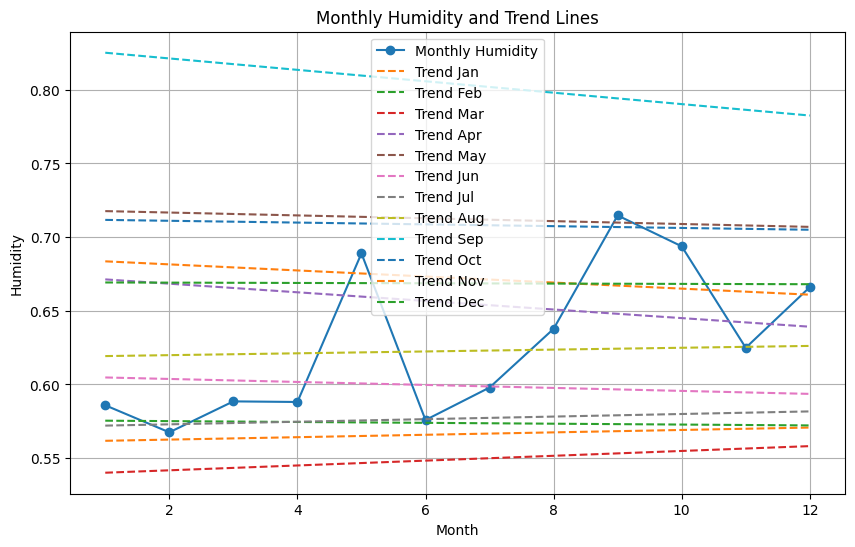 Monthly Humidity and Trend Lines
Monthly Humidity
Trend Jan
Trend Feb
Trend Mar
Trend Apr
Trend May
Trend Jun
Trend Jul
Trend Aug
Trend Sep
Trend Oct
Trend Nov
Trend Dec
Humidity
0.80
0.75
0.70
0.65
0.60
0.55
2 4 6 8 10 12
Month